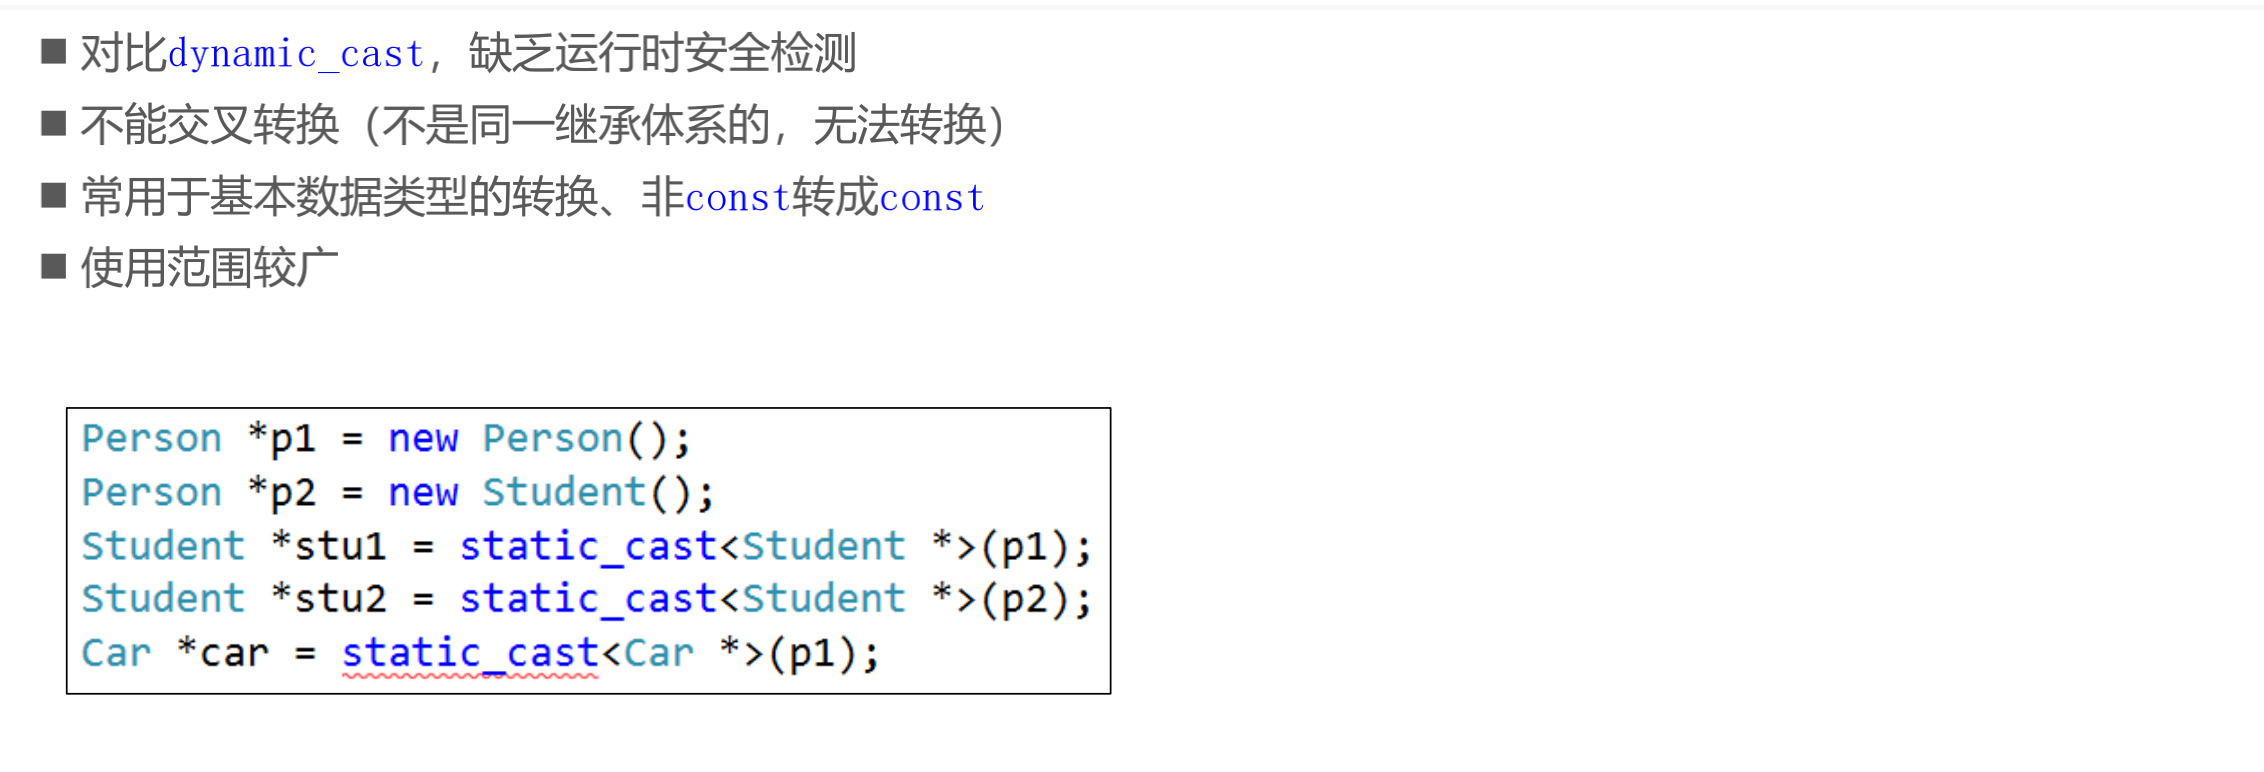 ■ 对比dynamic_cast，缺乏运行时安全检测
■ 不能交叉转换（不是同一继承体系的，无法转换）
■ 常用于基本数据类型的转换、非const转成const
■ 使用范围较广
Person *p1 = new Person();
Person *p2 = new Student();
Student *stu1 = static_cast<Student *>(p1);
Student *stu2 = static_cast<Student *>(p2);
Car *car = static_cast<Car *>(p1);